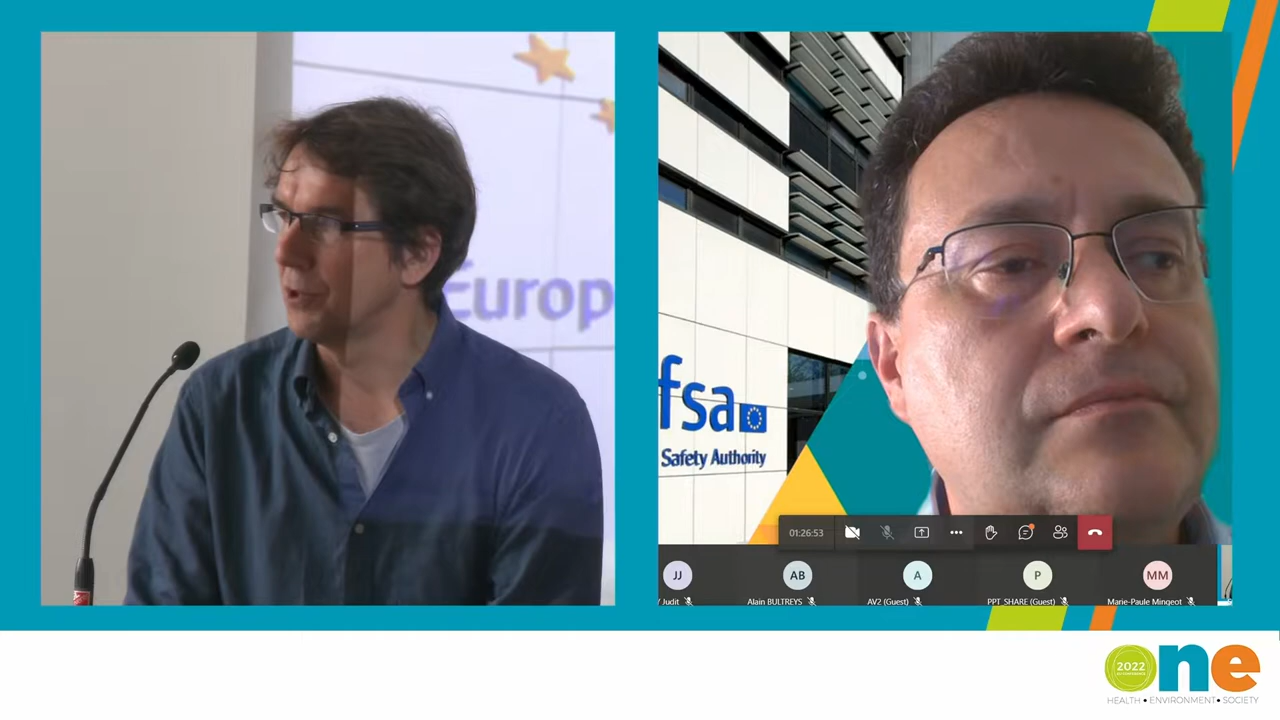 Europ
fsa
Safety Authority
01:26:53
JJ
AB
A
P
MM
Judit
Alain BULTREYS
AV2 (Guest)
PPT_SHARE (Guest)
Marie-Paule Mingeot
2022
one
HEALTH • ENVIRONMENT • SOCIETY